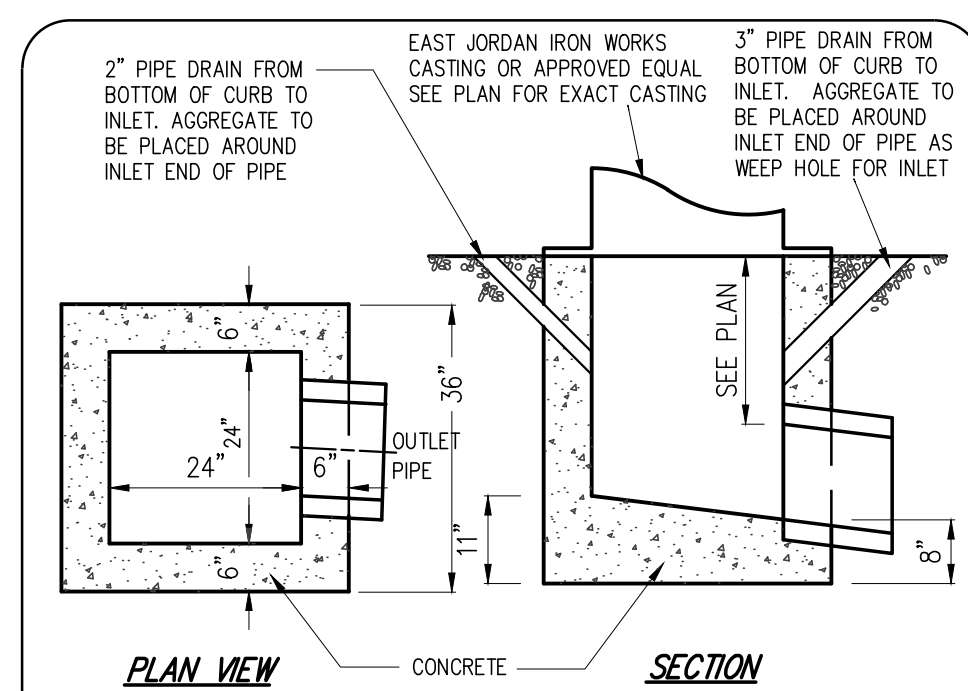 2" PIPE DRAIN FROM
BOTTOM OF CURB TO
INLET. AGGREGATE TO
BE PLACED AROUND
INLET END OF PIPE
EAST JORDAN IRON WORKS
CASTING OR APPROVED EQUAL
SEE PLAN FOR EXACT CASTING
3" PIPE DRAIN FROM
BOTTOM OF CURB TO
INLET. AGGREGATE TO
BE PLACED AROUND
INLET END OF PIPE AS
WEEP HOLE FOR INLET
6"
24"
24"
6"
6"
36"
OUTLET
PIPE
SEE PLAN
11"
8"
PLAN VIEW
CONCRETE
SECTION